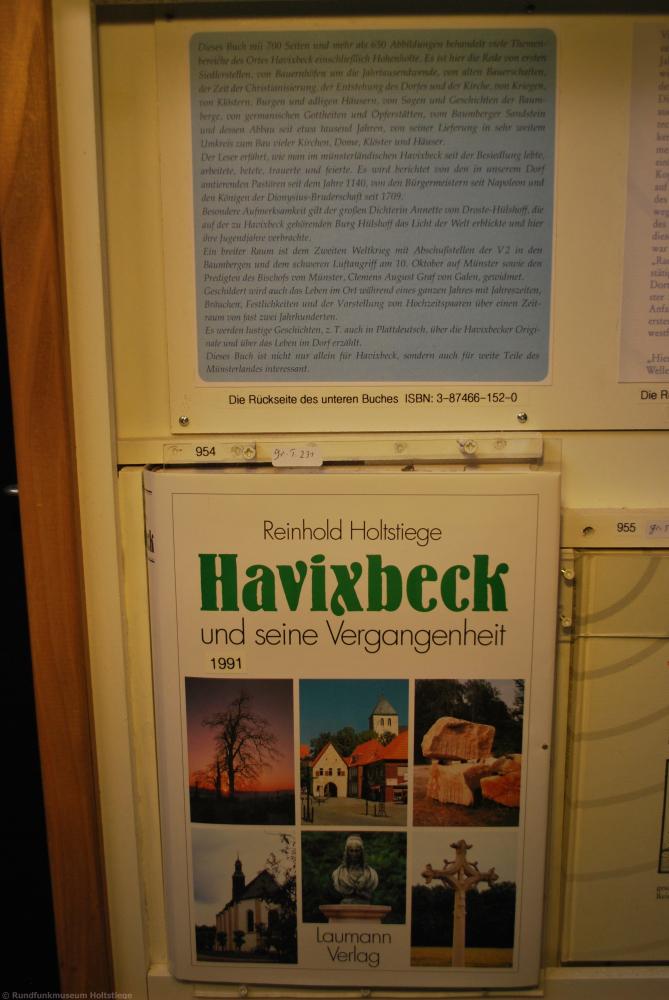 Dieses Buch mit 700 Seiten und mehr als 650 Abbildungen behandelt viele Themen-
bereiche des Ortes Havixbeck einschließlich Hohenholte. Es ist hier die Rede von ersten
Siedlerstellen, von Bauernhöfen um die Jahrtausendwende, von alten Bauerschaften,
der Zeit der Christianisierung, der Entstehung des Dorfes und der Kirche, von Kriegen,
von Klöstern, Burgen und adligen Häusern, von Sagen und Geschichten der Baum-
berge, von germanischen Gottheiten und Opferstätten, vom Baumberger Sandstein
und dessen Abbau seit etwa tausend Jahren, von seiner Lieferung in sehr weitem
Umkreis zum Bau vieler Kirchen, Dome, Klöster und Häuser.
Der Leser erfährt, wie man im münsterländischen Havixbeck seit der Besiedlung lebte,
arbeitete, betete, trauerte und feierte. Es wird berichtet von den in unserem Dorf
amtierenden Pastören seit dem Jahre 1140, von den Bürgermeistern seit Napoleon und
den Königen der Dionysius-Bruderschaft seit 1709.
Besondere Aufmerksamkeit gilt der großen Dichterin Annette von Droste-Hülshoff, die
auf der zu Havixbeck gehörenden Burg Hülshoff das Licht der Welt erblickte und hier
ihre Jugendjahre verbrachte.
Ein breiter Raum ist dem Zweiten Weltkrieg mit Abschußstellen der V2 in den
Baumbergen und dem schweren Luftangriff am 10. Oktober auf Münster sowie den
Predigten des Bischofs von Münster, Clemens August Graf von Galen, gewidmet.
Geschildert wird auch das Leben im Ort während eines ganzen Jahres mit Jahreszeiten,
Bräuchen, Festlichkeiten und der Vorstellung von Hochzeitspaaren über einen Zeit-
raum von fast zwei Jahrhunderten.
Es werden lustige Geschichten, z. T. auch in Plattdeutsch, über die Havixbecker Origi-
nale und über das Leben im Dorf erzählt.
Dieses Buch ist nicht nur allein für Havixbeck, sondern auch für weite Teile des
Münsterlandes interessant.
Die Rückseite des unteren Buches ISBN: 3-87466-152-0
Die R
954
gr. T. 231
Reinhold Holtstiege
Havixbeck
und seine Vergangenheit
1991
Laumann
Verlag
955
© Rundfunkmuseum Holtstiege